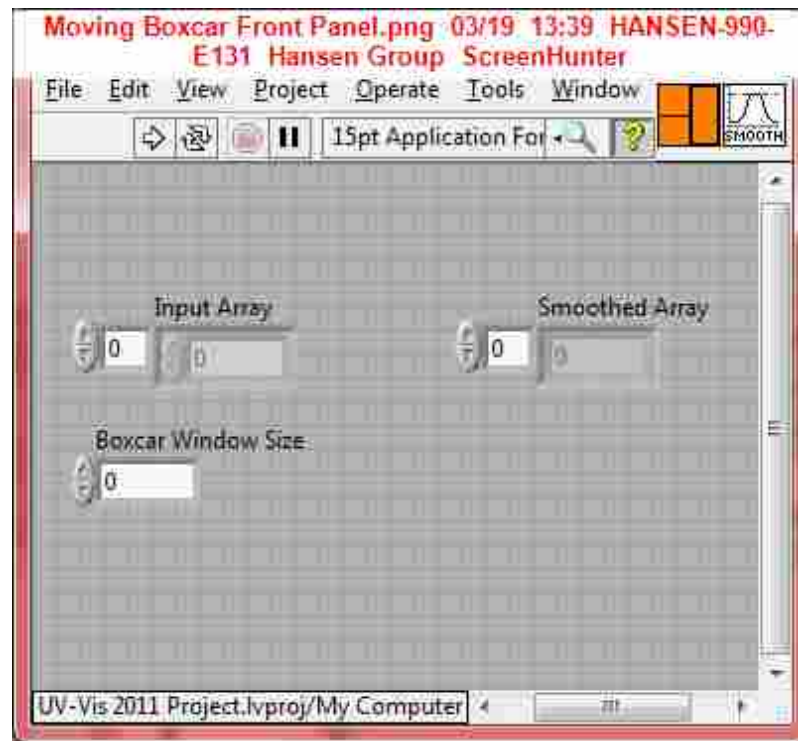 Moving Boxcar Front Panel.png 03/19 13:39 HANSEN-990-
E131 Hansen Group ScreenHunter
File Edit View Project Operate Tools Window
15pt Application For
SMOOTH
Input Array
Smoothed Array
0
0
0
0
Boxcar Window Size
0
UV-Vis 2011 Project.lvproj/My Computer